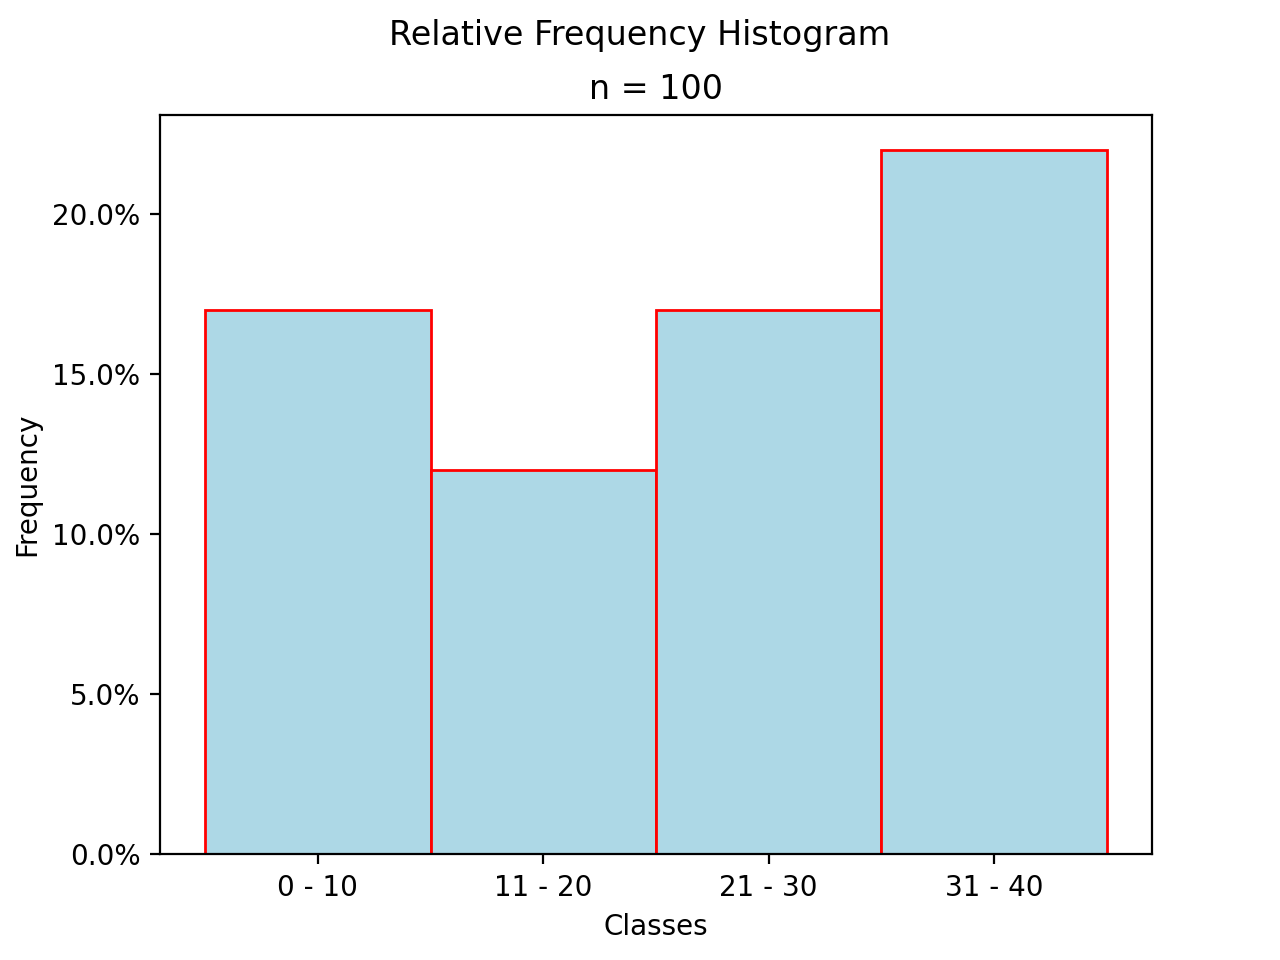 Relative Frequency Histogram
n = 100
20.0%
15.0%
10.0%
5.0%
0.0%
Frequency
0 - 10 11 - 20 21 - 30 31 - 40
Classes